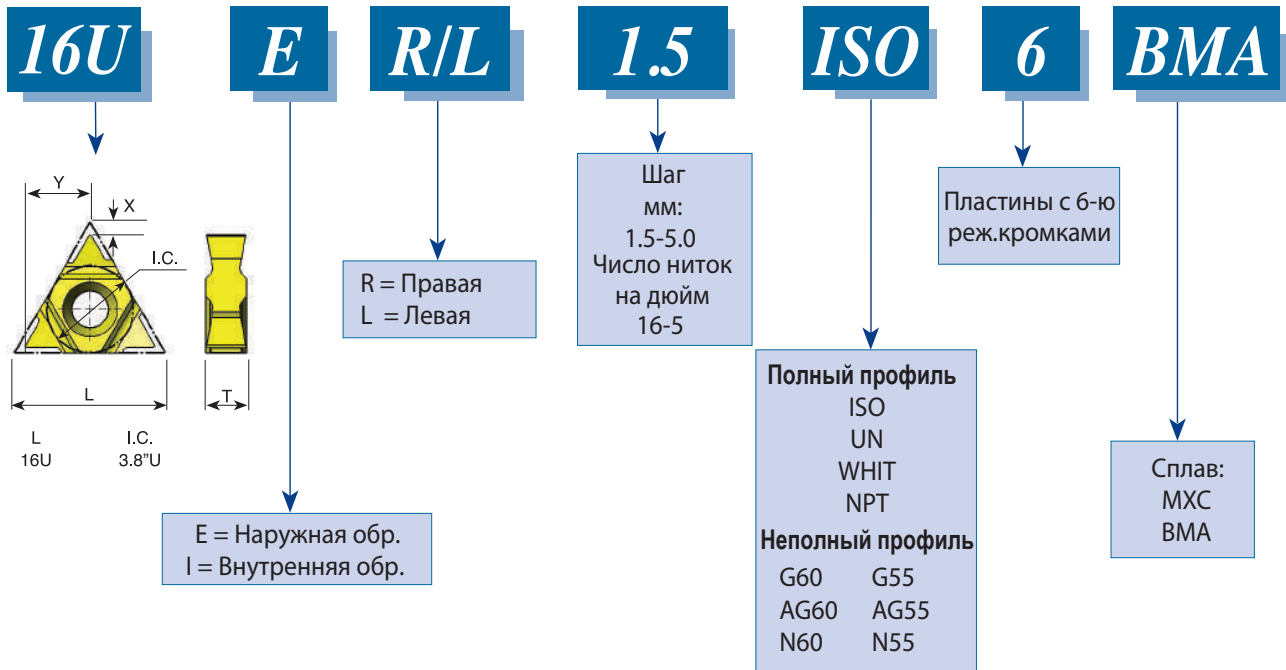 16U E R/L 1.5 ISO 6 BMA
Y
X
I.C.
L
T
L I.C.
16U 3.8”U
E = Наружная обр.
I = Внутренняя обр.
R = Правая
L = Левая
Шаг
мм:
1.5-5.0
Число ниток
на дюйм
16-5
Полный профиль
ISO
UN
WHIT
NPT
Неполный профиль
G60 G55
AG60 AG55
N60 N55
Пластины с 6-ю
реж.кромками
Сплав:
MXC
BMA